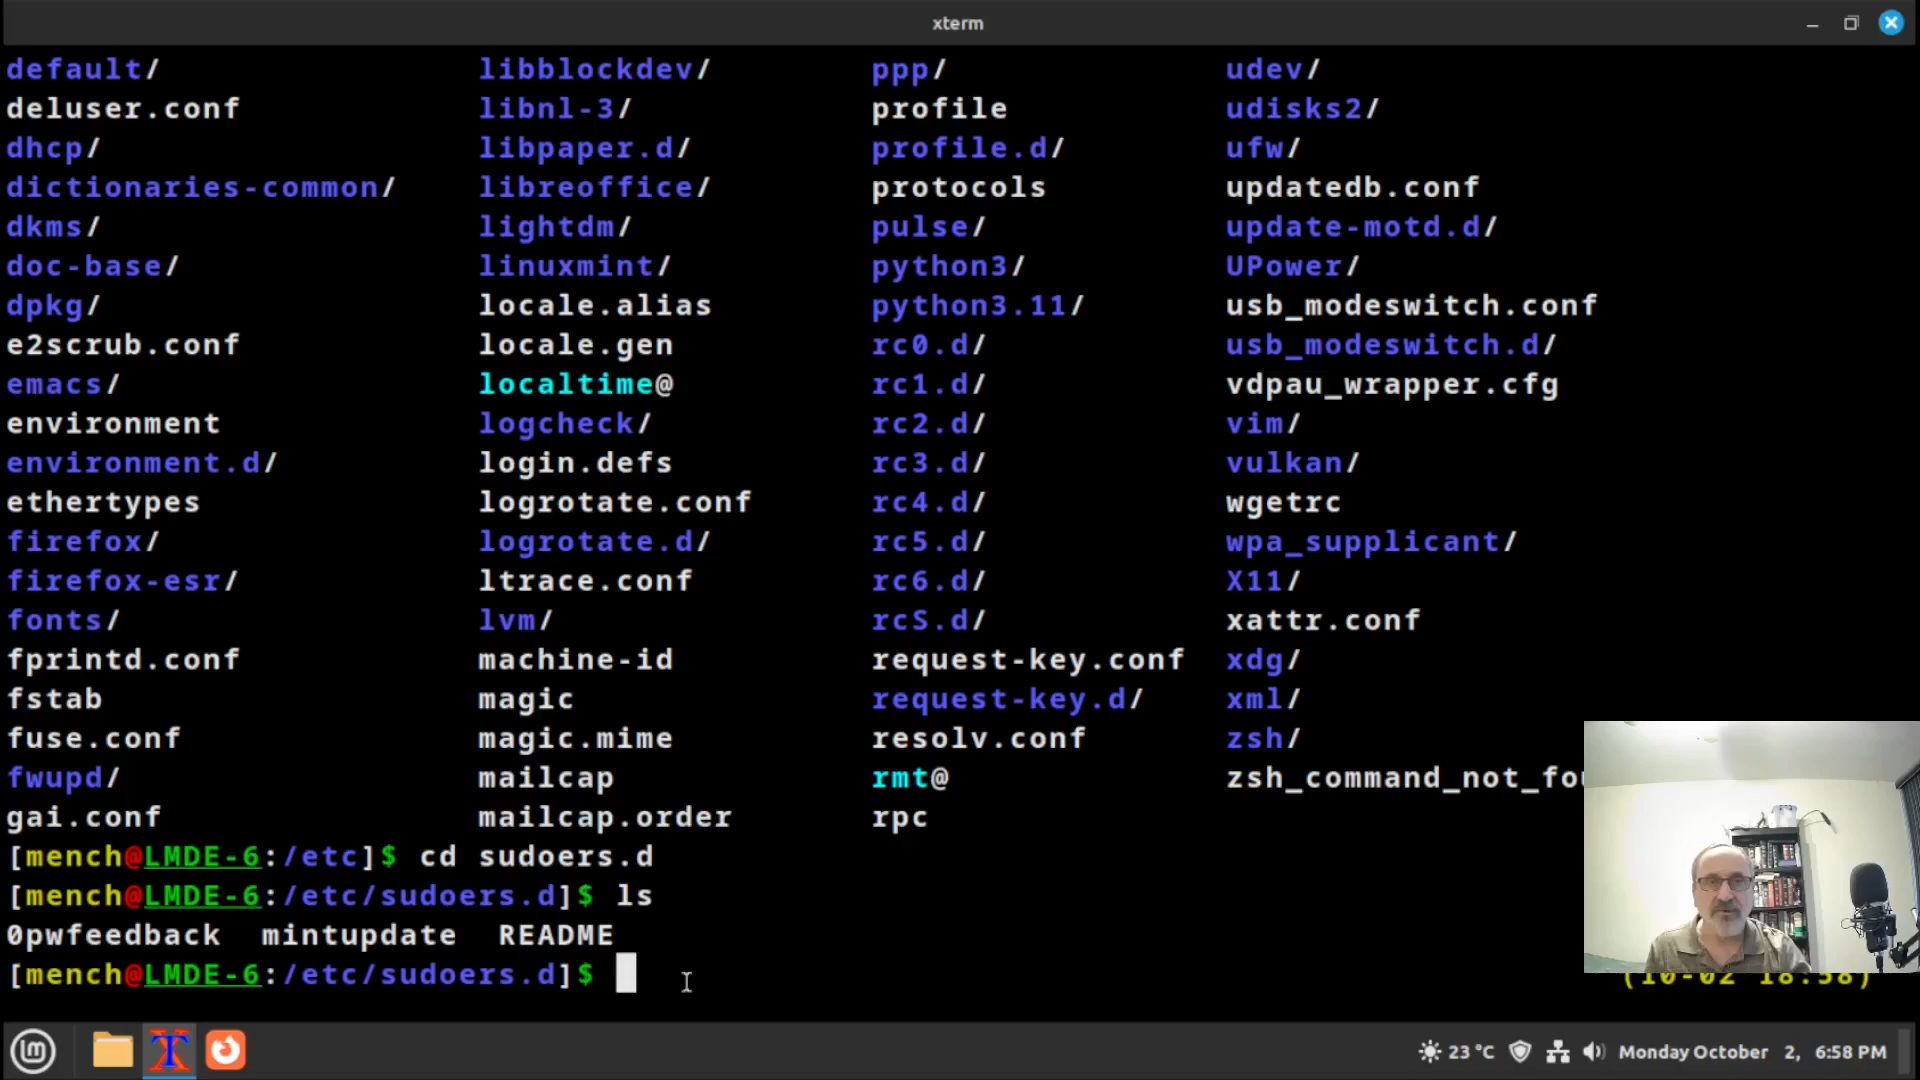 xterm
default/ libblockdev/ ppp/ udev/
deluser.conf libnl-3/ profile udisks2/
dhcp/ libpaper.d/ profile.d/ ufw/
dictionaries-common/ libreoffice/ protocols updatedb.conf
dkms/ lightdm/ pulse/ update-motd.d/
doc-base/ linuxmint/ python3/ UPower/
dpkg/ locale.alias python3.11/ usb_modeswitch.conf
e2scrub.conf locale.gen rc0.d/ usb_modeswitch.d/
emacs/ localtime@ rc1.d/ vdpau_wrapper.cfg
environment logcheck/ rc2.d/ vim/
environment.d/ login.defs rc3.d/ vulkan/
ethertypes logrotate.conf rc4.d/ wgetrc
firefox/ logrotate.d/ rc5.d/ wpa_supplicant/
firefox-esr/ ltrace.conf rc6.d/ X11/
fonts/ lvm/ rcS.d/ xattr.conf
fprintd.conf machine-id request-key.conf xdg/
fstab magic request-key.d/ xml/
fuse.conf magic.mime resolv.conf zsh/
fwupd/ mailcap rmt@ zsh_command_not_fo
gai.conf mailcap.order rpc
[mench@LMDE-6:/etc]$ cd sudoers.d
[mench@LMDE-6:/etc/sudoers.d]$ ls
0pwfeedback mintupdate README
[mench@LMDE-6:/etc/sudoers.d]$ (10-02 18:58)
23 °C Monday October 2, 6:58 PM